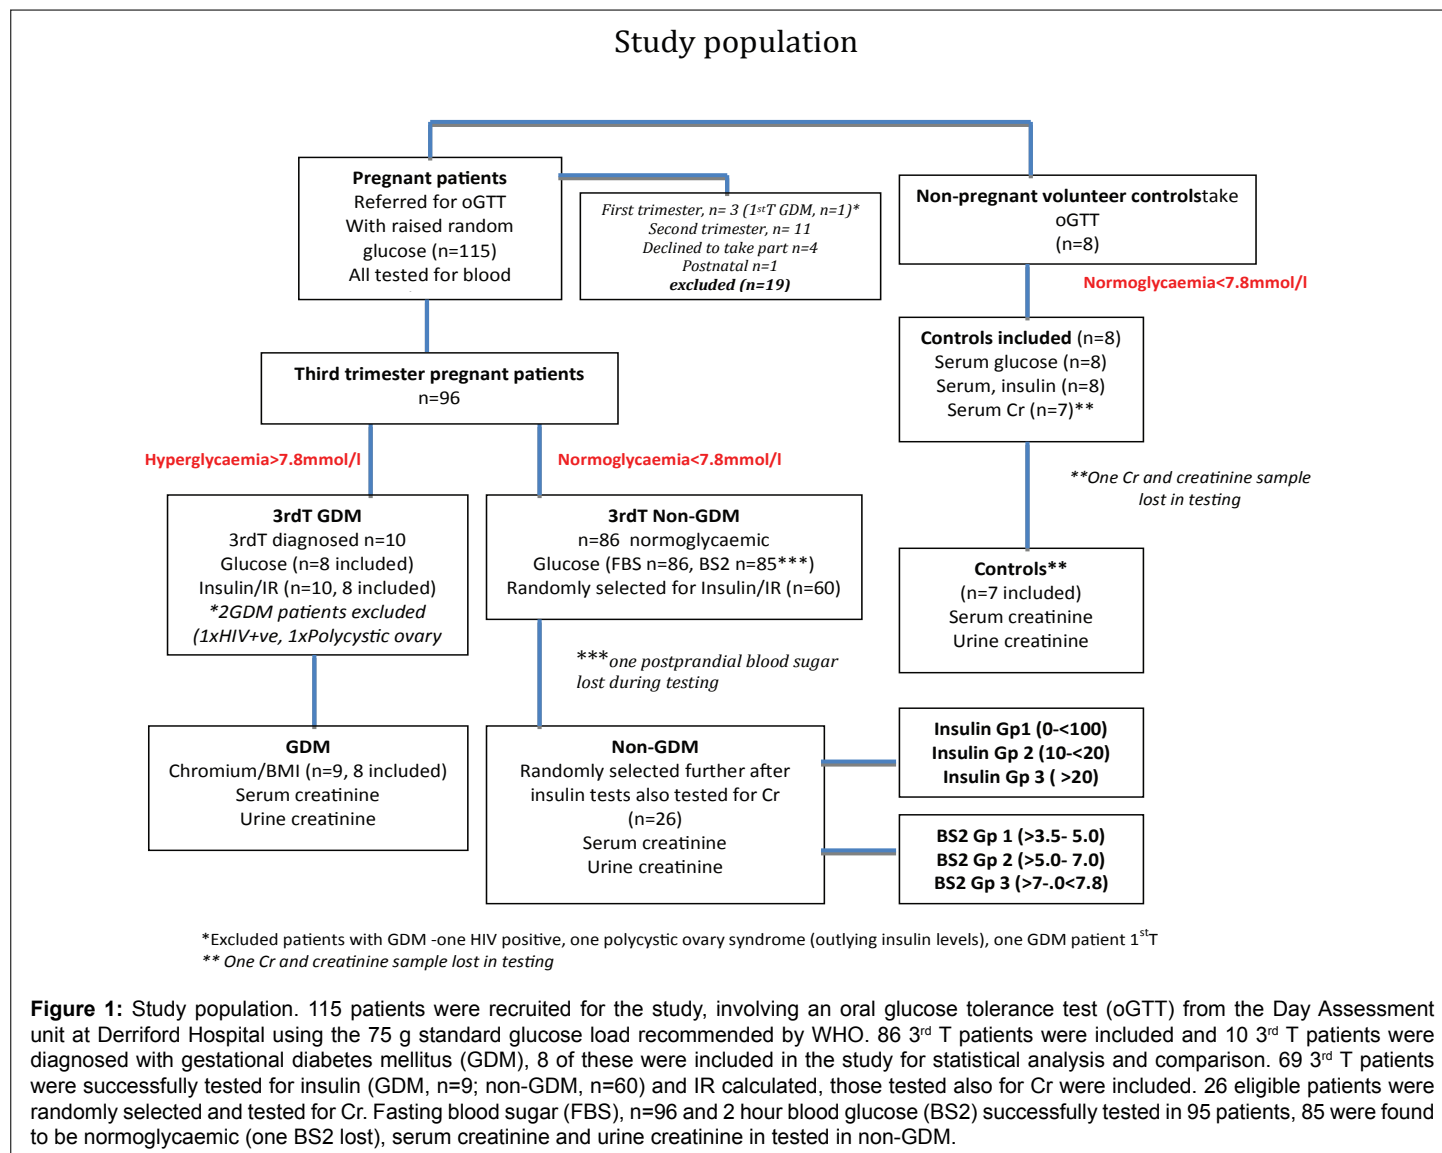 Study population
Pregnant patients
Referred for oGTT
With raised random
glucose (n=115)
All tested for blood
First trimester, n= 3 (1stT GDM, n=1)*
Second trimester, n= 11
Declined to take part n=4
Postnatal n=1
excluded (n=19)
Non-pregnant volunteer controlstake
oGTT
(n=8)
Normoglycaemia<7.8mmo/l
Controls included (n=8)
Serum glucose (n=8)
Serum, insulin (n=8)
Serum Cr (n=7)**
Third trimester pregnant patients
n=96
Hyperglycaemia>7.8mmol/l
Normoglycaemia<7.8mmol/l
**One Cr and creatinine sample
lost in testing
3rdT GDM
3rdT diagnosed n=10
Glucose (n=8 included)
Insulin/IR (n=10, 8 included)
*2GDM patients excluded
(1xHIV+ve, 1xPolycystic ovary
3rdT Non-GDM
n=86 normoglycaemic
Glucose (FBS n=86, BS2 n=85***)
Randomly selected for Insulin/IR (n=60)
Controls**
(n=7 included)
Serum creatinine
Urine creatinine
***one postprandial blood sugar
lost during testing
GDM
Chromium/BMI (n=9, 8 included)
Serum creatinine
Urine creatinine
Non-GDM
Randomly selected further after
insulin tests also tested for Cr
(n=26)
Serum creatinine
Urine creatinine
Insulin Gp1 (0-<100)
Insulin Gp 2 (10-<20)
Insulin Gp 3 ( >20)
BS2 Gp 1 (>3.5- 5.0)
BS2 Gp 2 (>5.0- 7.0)
BS2 Gp 3 (>7-.0<7.8)
*Excluded patients with GDM -one HIV positive, one polycystic ovary syndrome (outlying insulin levels), one GDM patient 1stT
** One Cr and creatinine sample lost in testing
Figure 1: Study population. 115 patients were recruited for the study, involving an oral glucose tolerance test (oGTT) from the Day Assessment
unit at Derriford Hospital using the 75 g standard glucose load recommended by WHO. 86 3rd T patients were included and 10 3rd T patients were
diagnosed with gestational diabetes mellitus (GDM), 8 of these were included in the study for statistical analysis and comparison. 69 3rd T patients
were successfully tested for insulin (GDM, n=9; non-GDM, n=60) and IR calculated, those tested also for Cr were included. 26 eligible patients were
randomly selected and tested for Cr. Fasting blood sugar (FBS), n=96 and 2 hour blood glucose (BS2) successfully tested in 95 patients, 85 were found
to be normoglycaemic (one BS2 lost), serum creatinine and urine creatinine in tested in non-GDM.